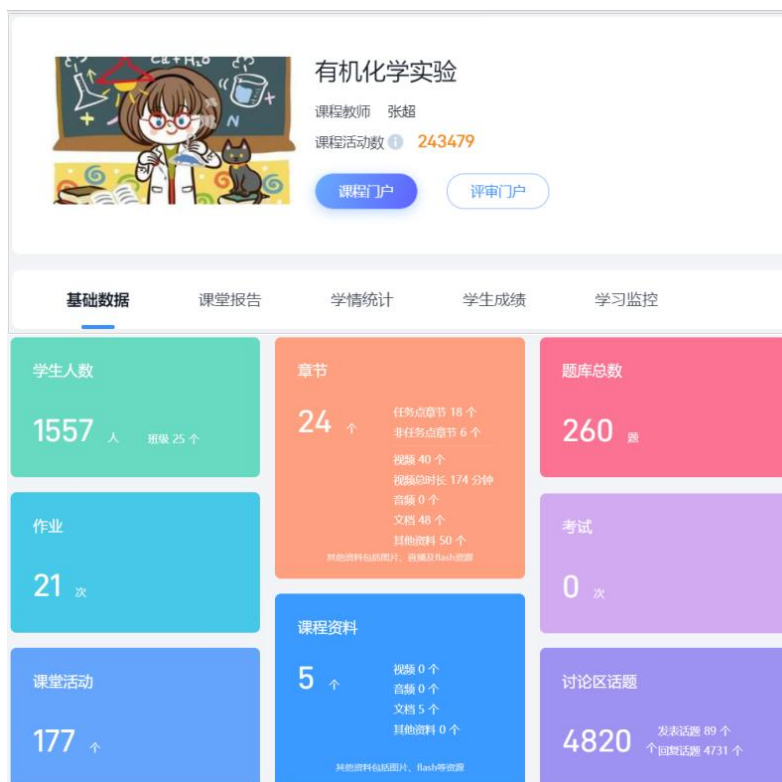 有机化学实验
课程教师 张超
课程活动数 243479
课程门户 评审门户
基础数据 课堂报告 学情统计 学生成绩 学习监控
学生人数
1557 人 班级 25 个
章节
24 个
任务点章节 18 个
非任务点章节 6 个
视频 40 个
视频总时长 174 分钟
音频 0 个
文档 48 个
其他资料 50 个
其他资料包括图片、直播及flash资源
题库总数
260 题
作业
21 次
考试
0 次
课堂活动
177 个
课程资料
5 个
视频 0 个
音频 0 个
文档 5 个
其他资料 0 个
其他资料包括图片、flash等资源
讨论区话题
4820 个
发表话题 89 个
回复话题 4731 个